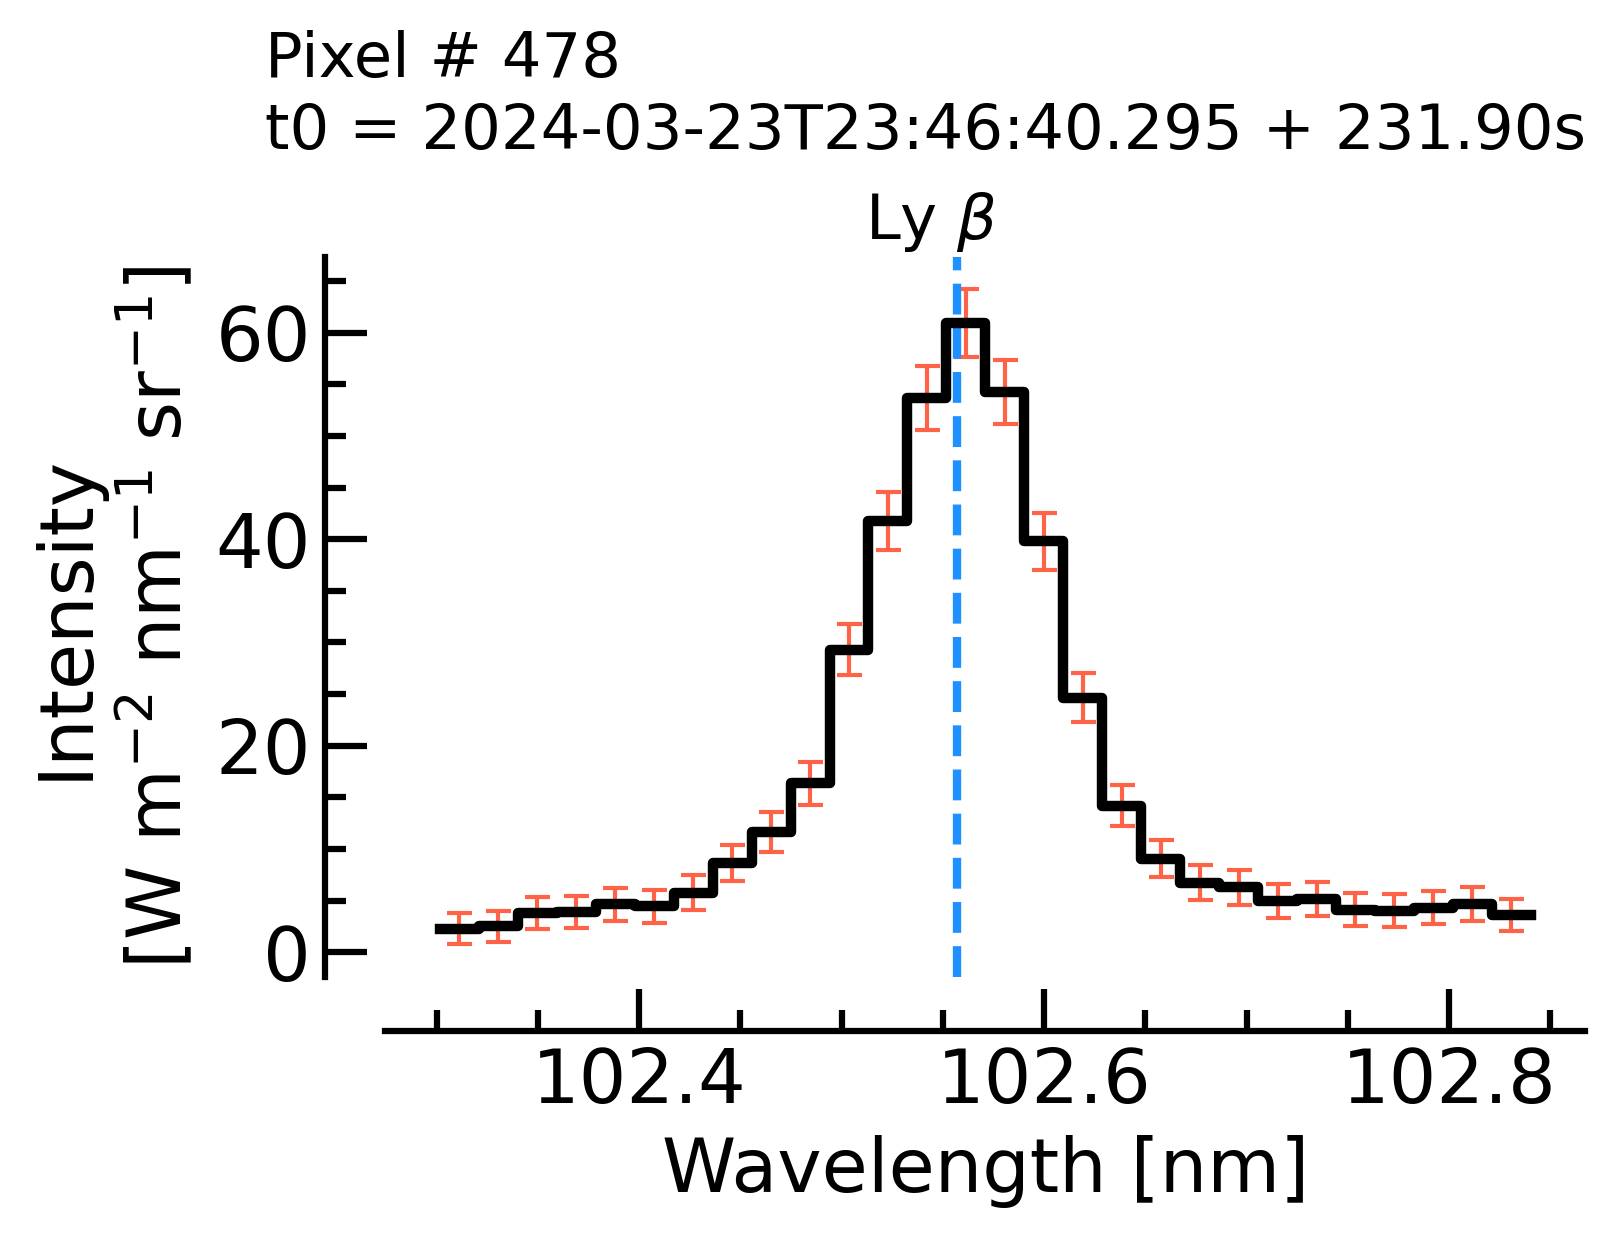 Pixel # 478
t0 = 2024-03-23T23:46:40.295 + 231.90s
Ly β
Intensity
[W m⁻² nm⁻¹ sr⁻¹]
60
40
20
0
102.4 102.6 102.8
Wavelength [nm]